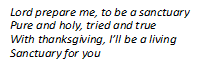 Lord prepare me, to be a sanctuary
Pure and holy, tried and true
With thanksgiving, I'll be a living
Sanctuary for you